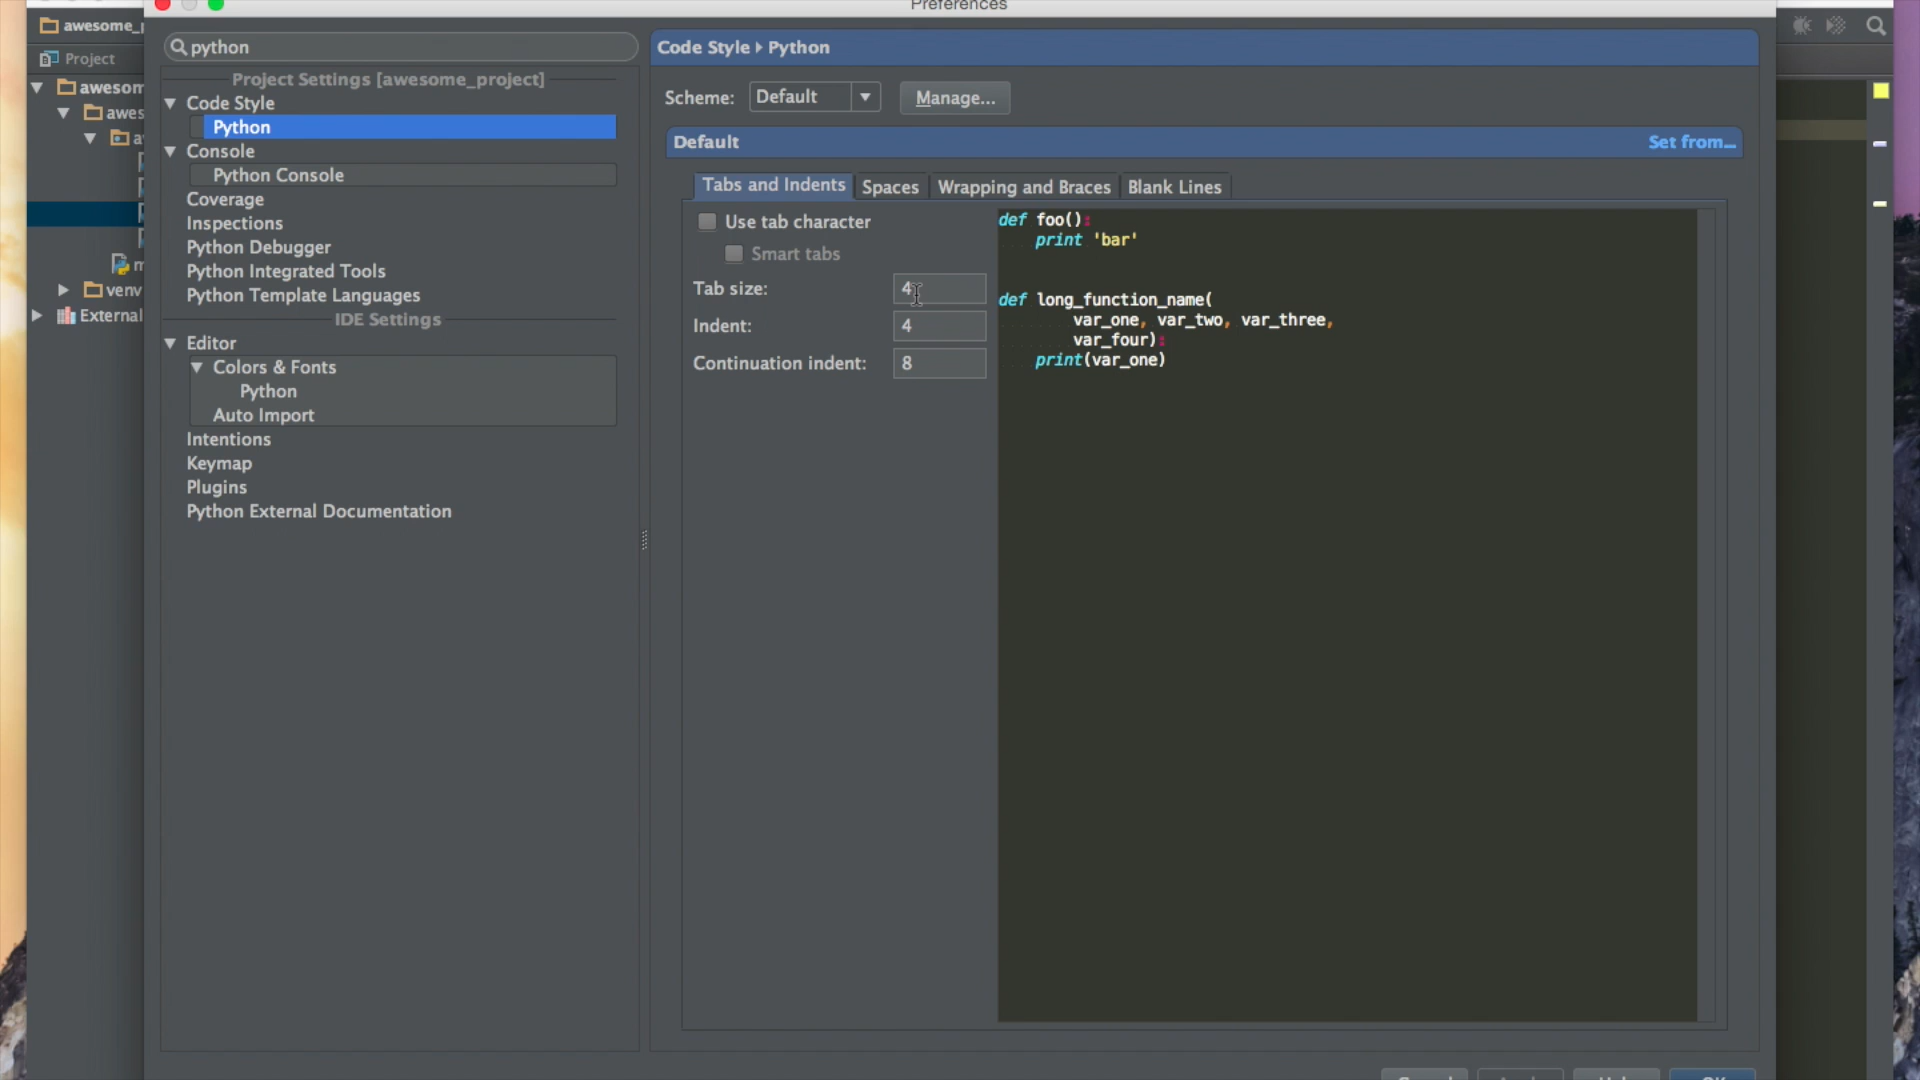 Preferences
awesome_p
Project
awesom
awes
a
m
venv
External
python
Project Settings [awesome_project]
Code Style
Python
Console
Python Console
Coverage
Inspections
Python Debugger
Python Integrated Tools
Python Template Languages
IDE Settings
Editor
Colors & Fonts
Python
Auto Import
Intentions
Keymap
Plugins
Python External Documentation
Code Style ▸ Python
Scheme: Default Manage...
Default Set from...
Tabs and Indents Spaces Wrapping and Braces Blank Lines
Use tab character
Smart tabs
Tab size: 4
Indent: 4
Continuation indent: 8
def foo():
print 'bar'
def long_function_name(
var_one, var_two, var_three,
var_four):
print(var_one)